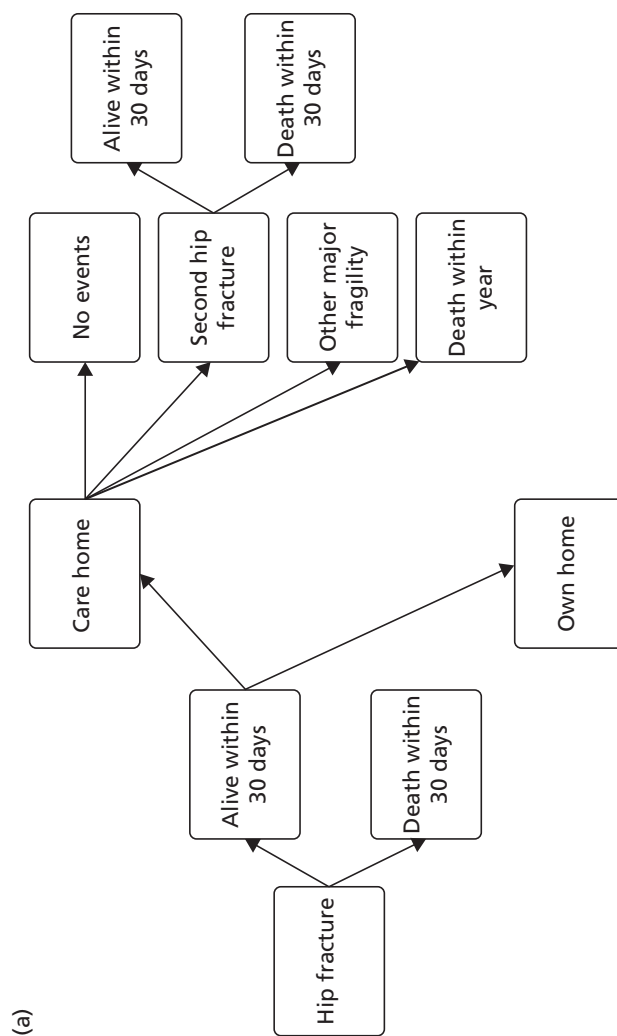 (a)
Hip fracture
Alive within
30 days
Death within
30 days
Care home
Own home
No events
Second hip
fracture
Other major
fragility
Death within
year
Alive within
30 days
Death within
30 days